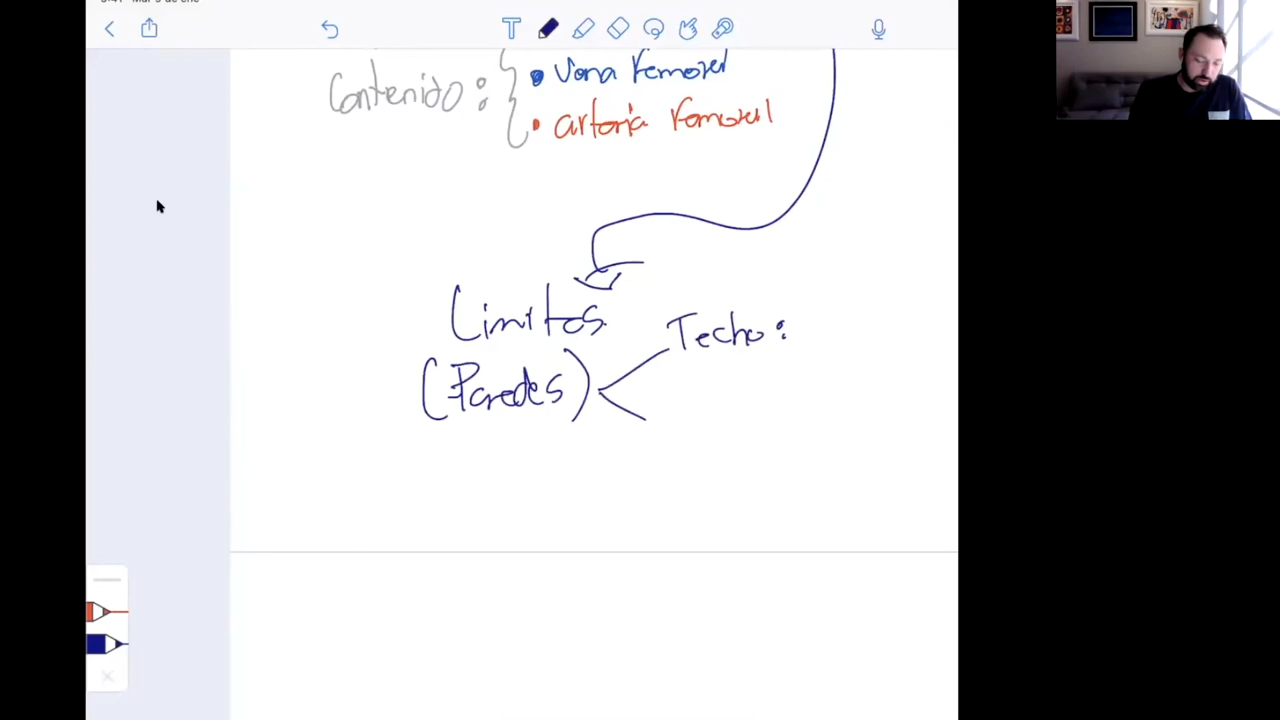 Contenido :
• Vena femoral
• arteria femoral
Limites
(Paredes)
Techo :